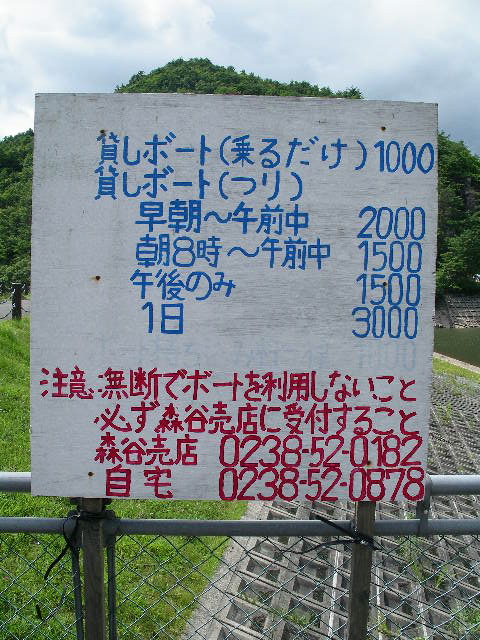 貸しボート(乗るだけ) 1000
貸しボート(つり)
早朝〜午前中 2000
朝8時〜午前中 1500
午後のみ 1500
1日 3000
注意:無断でボートを利用しないこと
必ず森谷売店に受付すること
森谷売店 0238-52-0182
自宅 0238-52-0878